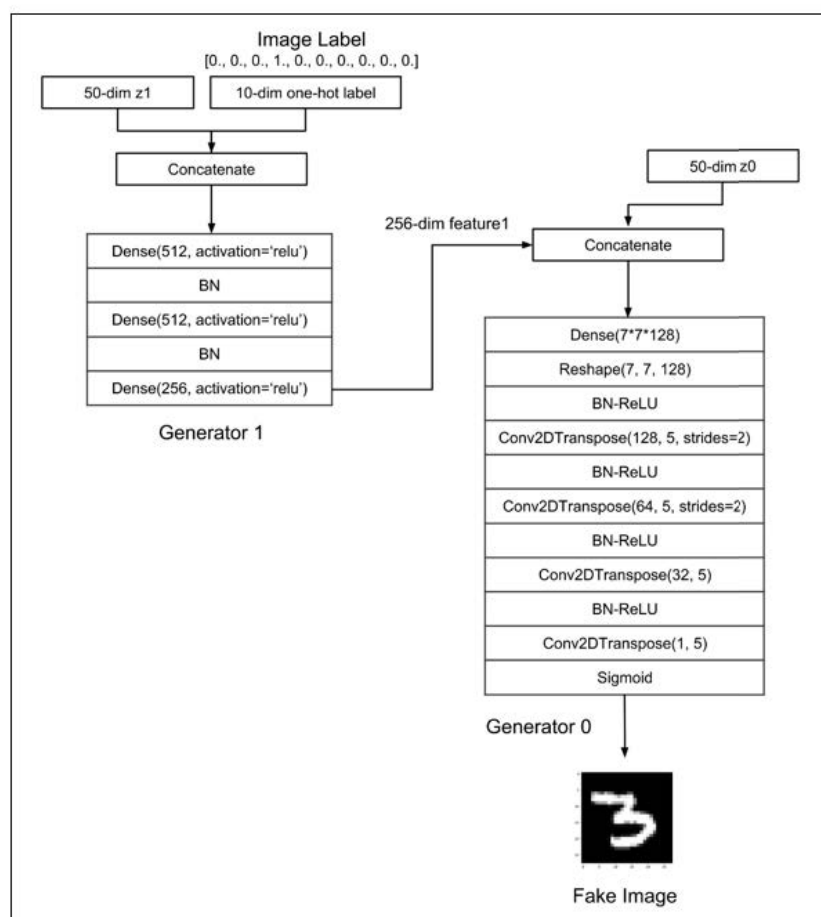 Image Label
[0., 0., 0., 1., 0., 0., 0., 0., 0., 0.]
50-dim z1
10-dim one-hot label
Concatenate
Dense(512, activation=‘relu’)
BN
Dense(512, activation=‘relu’)
BN
Dense(256, activation=‘relu’)
Generator 1
256-dim feature1
50-dim z0
Concatenate
Dense(7*7*128)
Reshape(7, 7, 128)
BN-ReLU
Conv2DTranspose(128, 5, strides=2)
BN-ReLU
Conv2DTranspose(64, 5, strides=2)
BN-ReLU
Conv2DTranspose(32, 5)
BN-ReLU
Conv2DTranspose(1, 5)
Sigmoid
Generator 0
3
Fake Image